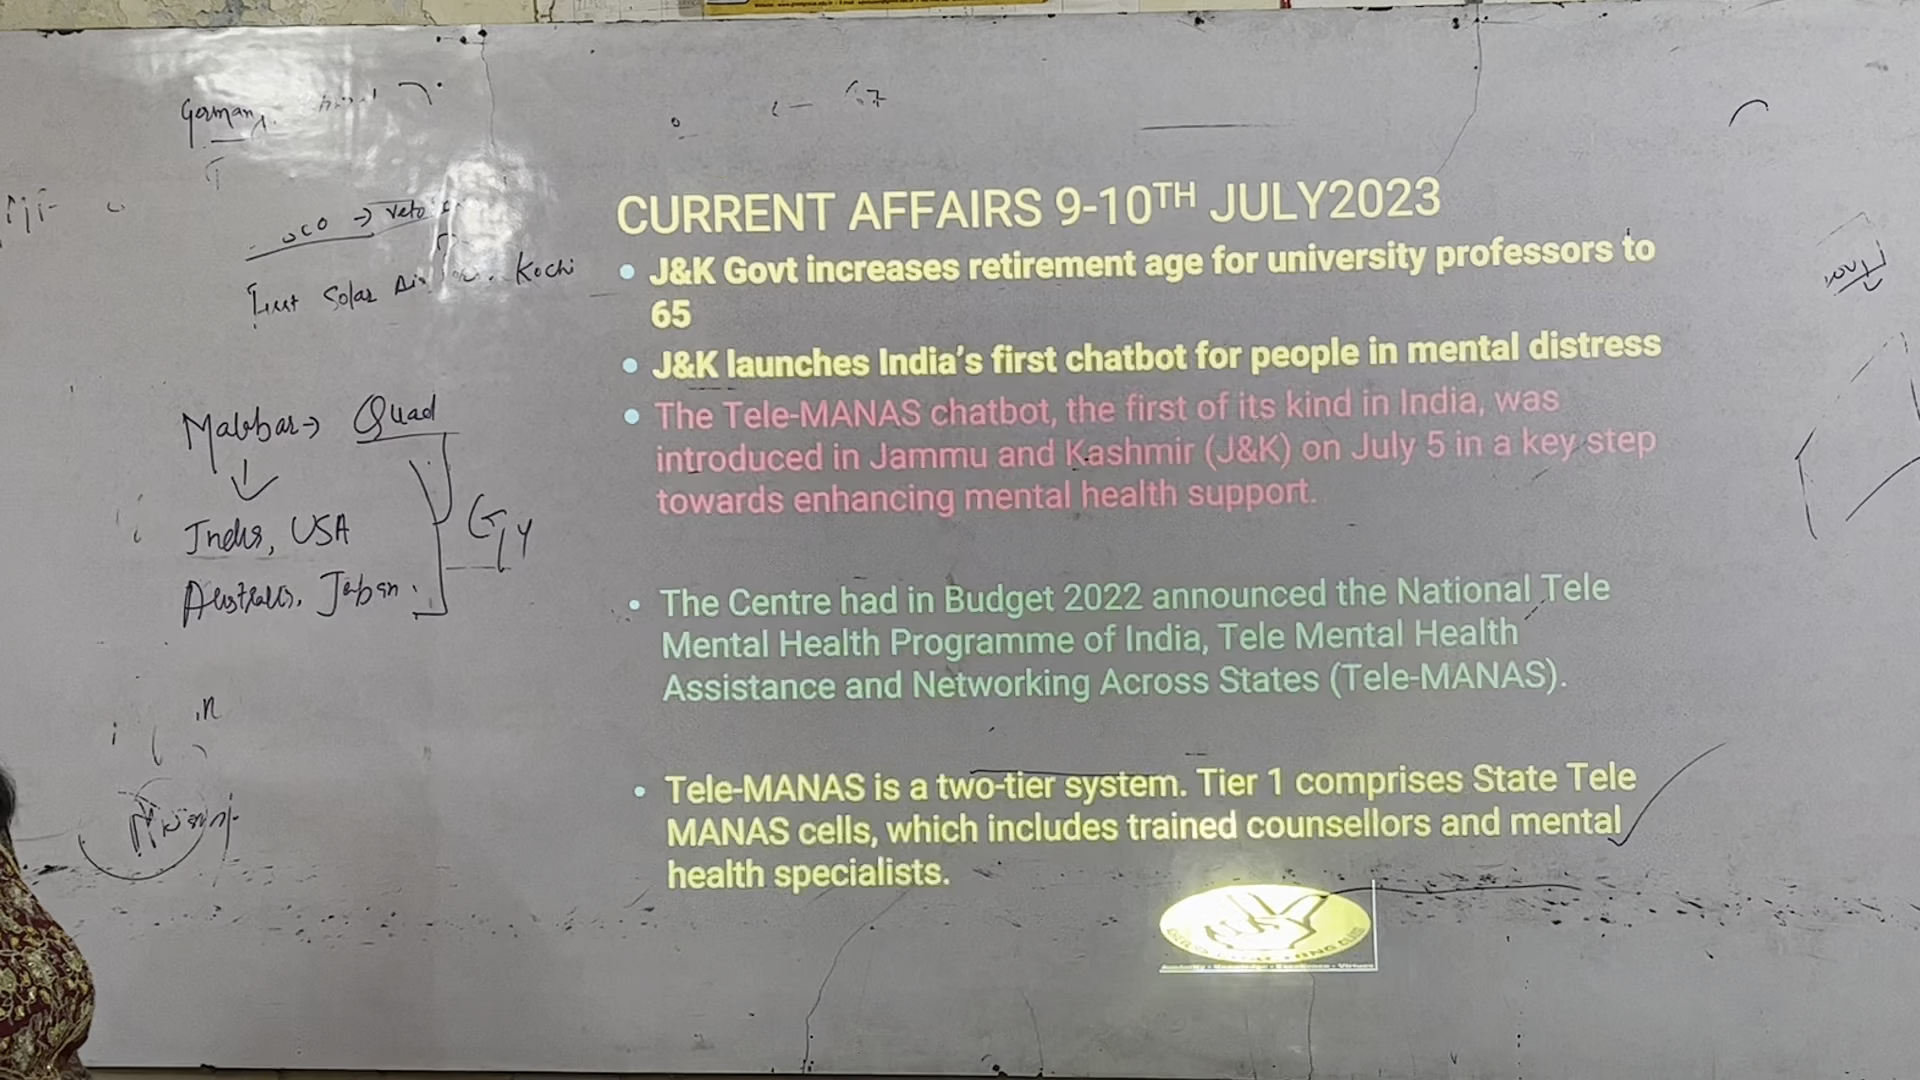 German
SCO → Veto
First Solar Air Kochi
Malabar → Quad
India, USA
Australia, Japan.
CURRENT AFFAIRS 9-10TH JULY2023
• J&K Govt increases retirement age for university professors to
65
• J&K launches India's first chatbot for people in mental distress
• The Tele-MANAS chatbot, the first of its kind in India, was
introduced in Jammu and Kashmir (J&K) on July 5 in a key step
towards enhancing mental health support.
• The Centre had in Budget 2022 announced the National Tele
Mental Health Programme of India, Tele Mental Health
Assistance and Networking Across States (Tele-MANAS).
• Tele-MANAS is a two-tier system. Tier 1 comprises State Tele
MANAS cells, which includes trained counsellors and mental
health specialists.